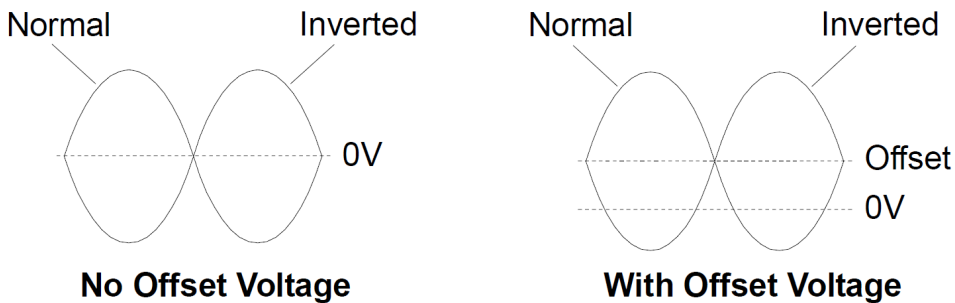 Normal
Inverted
0V
No Offset Voltage
Normal
Inverted
Offset
0V
With Offset Voltage